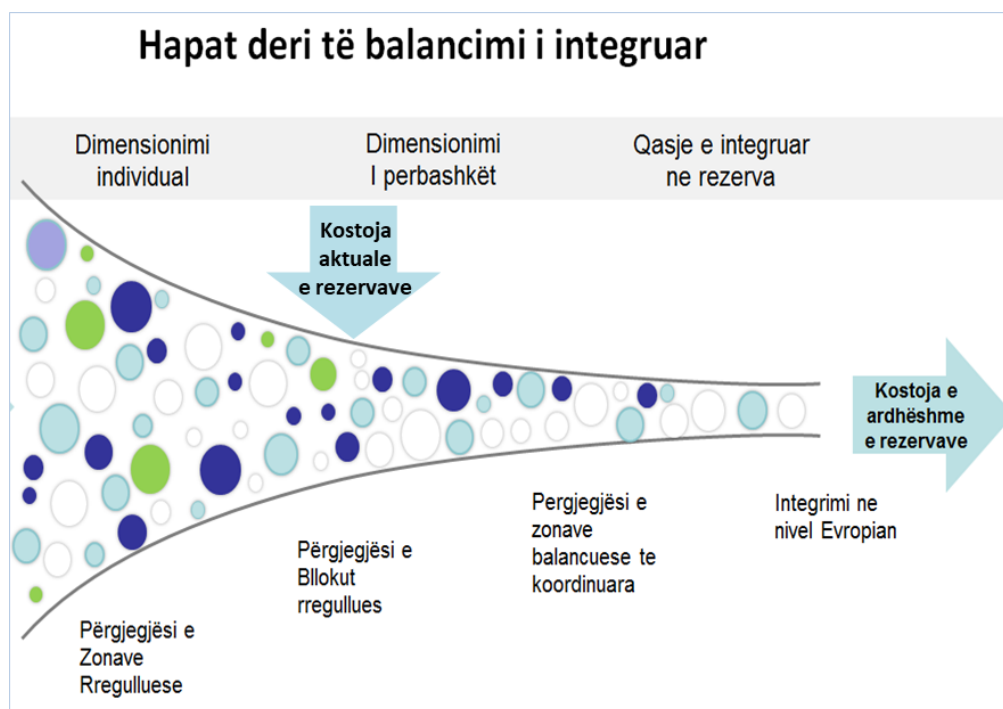 Hapat deri të balancimi i integruar
Dimensionimi
individual
Dimensionimi
I perbashkët
Qasje e integruar
ne rezerva
Kostoja
aktuale
e rezervave
Kostoja e
ardhëshme
e rezervave
Pergjegjësi e
zonave
balancuese te
koordinuara
Integrimi ne
nivel Evropian
Përgjegjësi e
Bllokut
rregullues
Përgjegjësi e
Zonave
Rregulluese